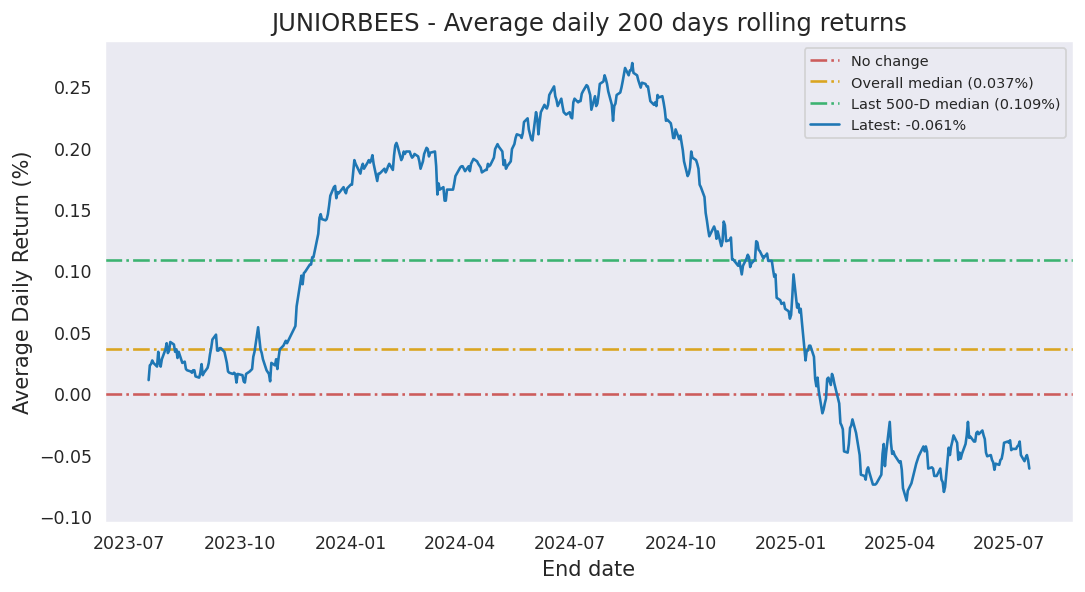 JUNIORBEES - Average daily 200 days rolling returns
No change
Overall median (0.037%)
Last 500-D median (0.109%)
Latest: -0.061%
Average Daily Return (%)
0.25
0.20
0.15
0.10
0.05
0.00
−0.05
−0.10
2023-07 2023-10 2024-01 2024-04 2024-07 2024-10 2025-01 2025-04 2025-07
End date